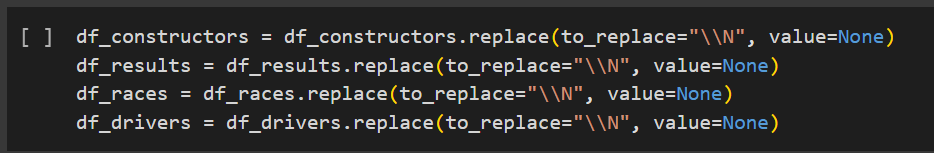 [ ] df_constructors = df_constructors.replace(to_replace="\\N", value=None)
df_results = df_results.replace(to_replace="\\N", value=None)
df_races = df_races.replace(to_replace="\\N", value=None)
df_drivers = df_drivers.replace(to_replace="\\N", value=None)